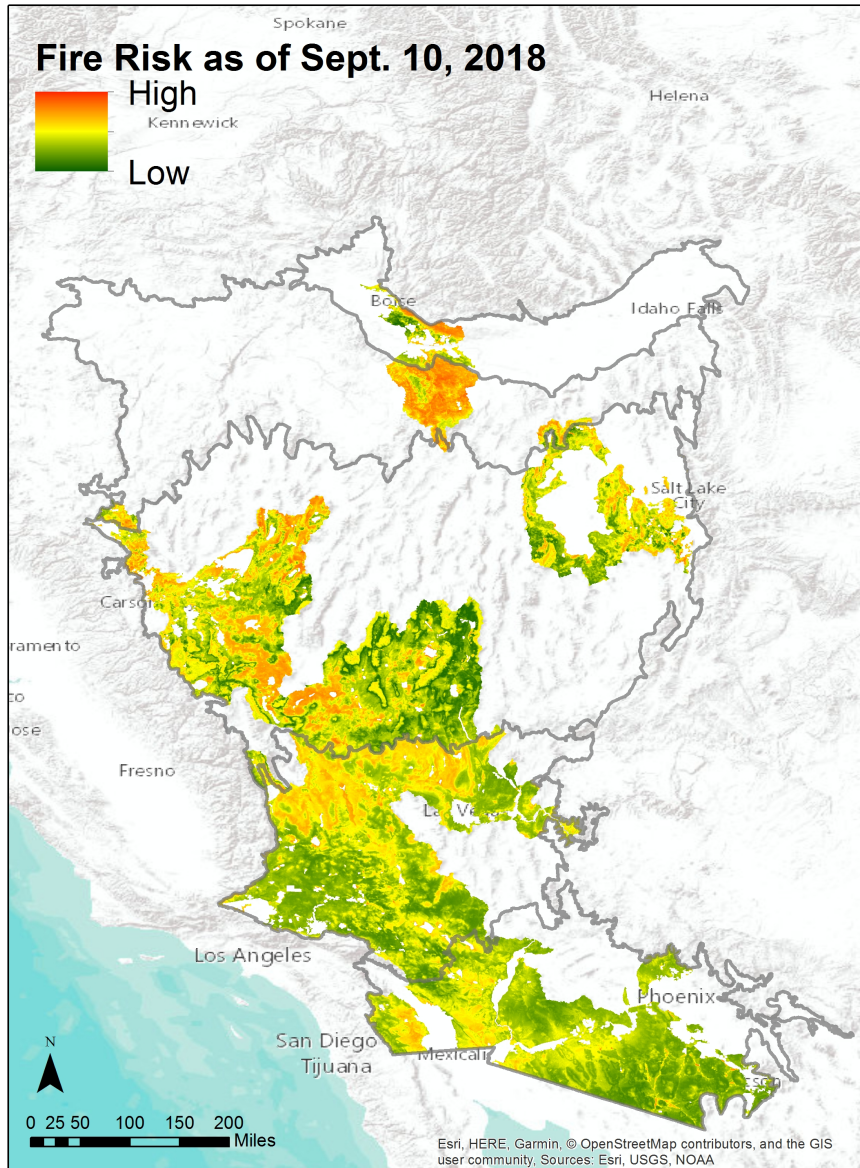 Spokane
Fire Risk as of Sept. 10, 2018
High
Helena
Kennewick
Low
Boise
Idaho Falls
Salt Lake
City
Carson
ramento
co
ose
Fresno
Los Angeles
Phoenix
San Diego
Tijuana
Mexicali
N
0 25 50 100 150 200
Miles
Esri, HERE, Garmin, © OpenStreetMap contributors, and the GIS
user community, Sources: Esri, USGS, NOAA